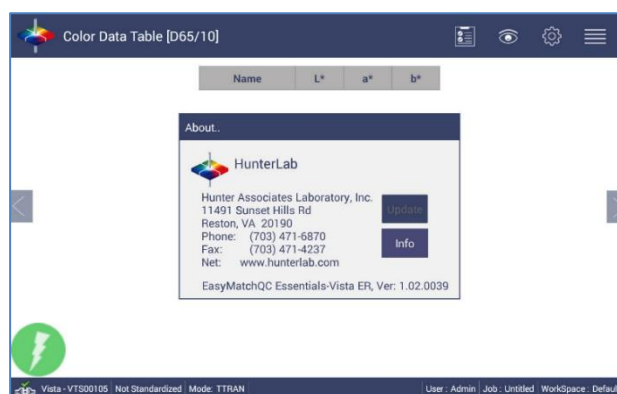 Color Data Table [D65/10]
Name L* a* b*
About..
HunterLab
Hunter Associates Laboratory, Inc.
11491 Sunset Hills Rd
Reston, VA 20190
Phone: (703) 471-6870
Fax: (703) 471-4237
Net: www.hunterlab.com
Update
Info
EasyMatchQC Essentials-Vista ER, Ver: 1.02.0039
Vista - VTS00105 Not Standardized Mode: TTRAN User : Admin Job : Untitled WorkSpace : Defaul